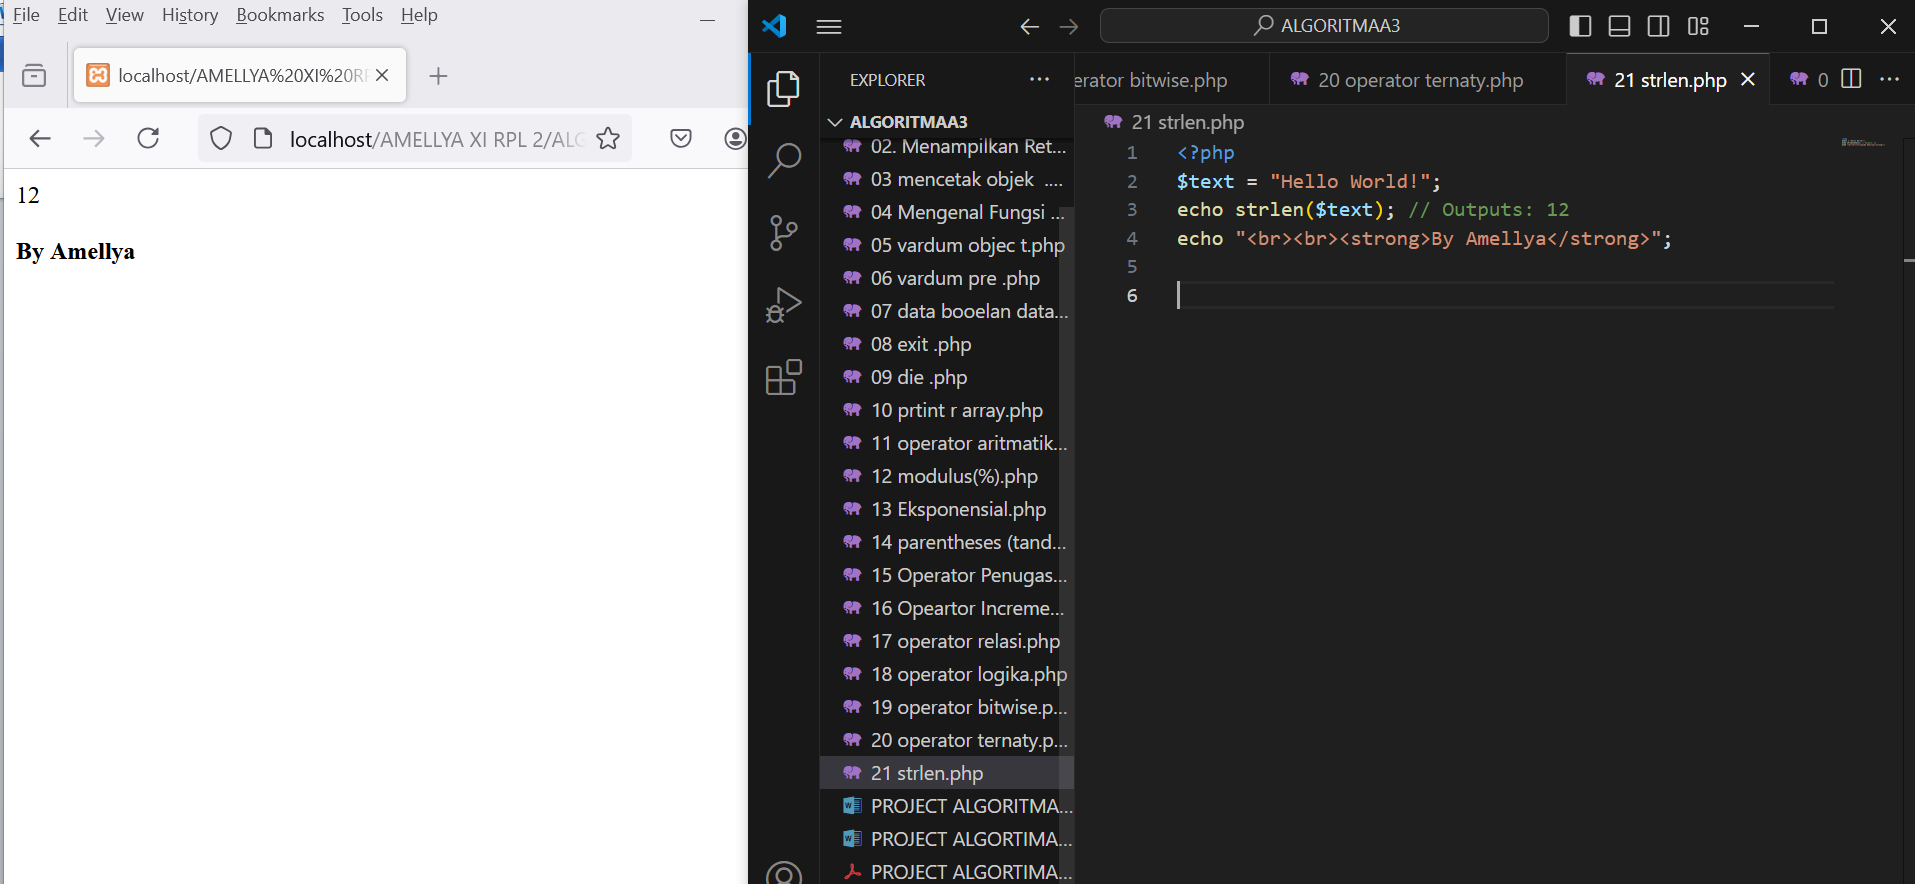 File Edit View History Bookmarks Tools Help
localhost/AMELLYA%20XI%20RP
localhost/AMELLYA XI RPL 2/ALG
12
By Amellya
ALGORITMAA3
EXPLORER
ALGORITMAA3
02. Menampilkan Ret...
03 mencetak objek ....
04 Mengenal Fungsi ...
05 vardum objec t.php
06 vardum pre .php
07 data booelan data...
08 exit .php
09 die .php
10 prtint r array.php
11 operator aritmatik...
12 modulus(%).php
13 Eksponensial.php
14 parentheses (tand...
15 Operator Penugas...
16 Opeartor Increme...
17 operator relasi.php
18 operator logika.php
19 operator bitwise.p...
20 operator ternaty.p...
21 strlen.php
PROJECT ALGORITMA...
PROJECT ALGORTIMA...
PROJECT ALGORTIMA...
erator bitwise.php
20 operator ternaty.php
21 strlen.php
0
21 strlen.php
1 <?php
2 $text = "Hello World!";
3 echo strlen($text); // Outputs: 12
4 echo "<br><br><strong>By Amellya</strong>";
5
6